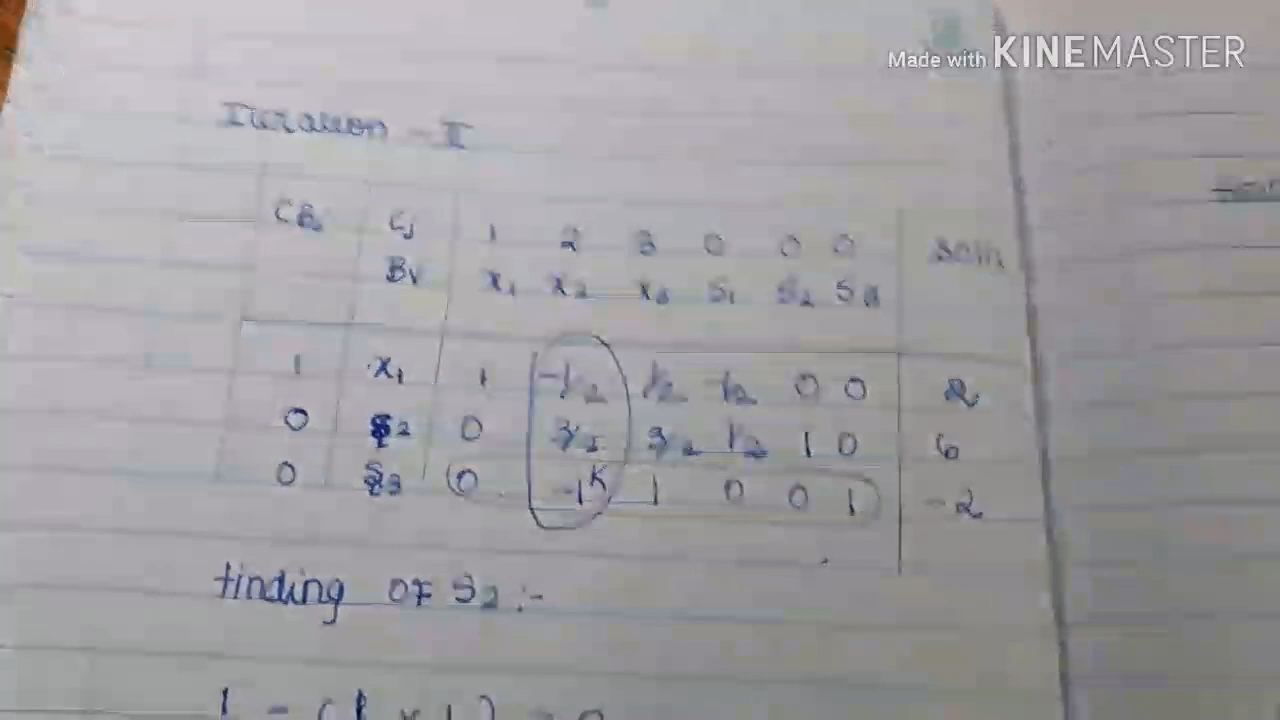 Made with KINEMASTER
Iteration - II
CBi Cj 1 2 3 0 0 0 Soln
BV x1 x2 x3 S1 S2 S3
1 x1 1 -1/2 1/2 -1/2 0 0 2
0 S2 0 3/2 3/2 1/2 1 0 6
0 S3 0 -1 1 0 0 1 -2
finding OF S2 :-